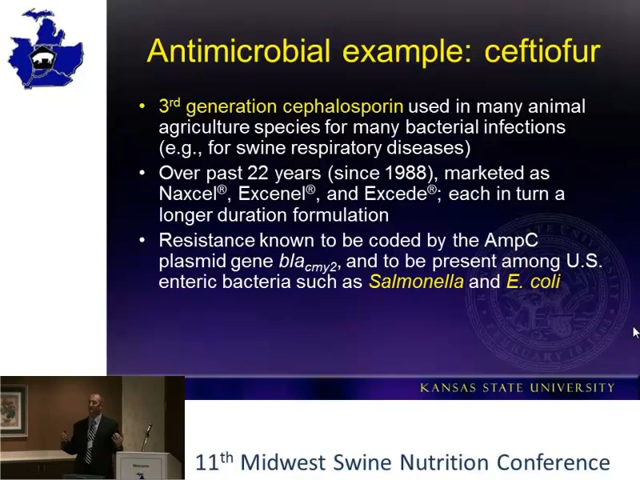 Antimicrobial example: ceftiofur
• 3rd generation cephalosporin used in many animal
agriculture species for many bacterial infections
(e.g., for swine respiratory diseases)
• Over past 22 years (since 1988), marketed as
Naxcel®, Excenel®, and Excede®; each in turn a
longer duration formulation
• Resistance known to be coded by the AmpC
plasmid gene blacmy2, and to be present among U.S.
enteric bacteria such as Salmonella and E. coli
KANSAS STATE UNIVERSITY
11th Midwest Swine Nutrition Conference